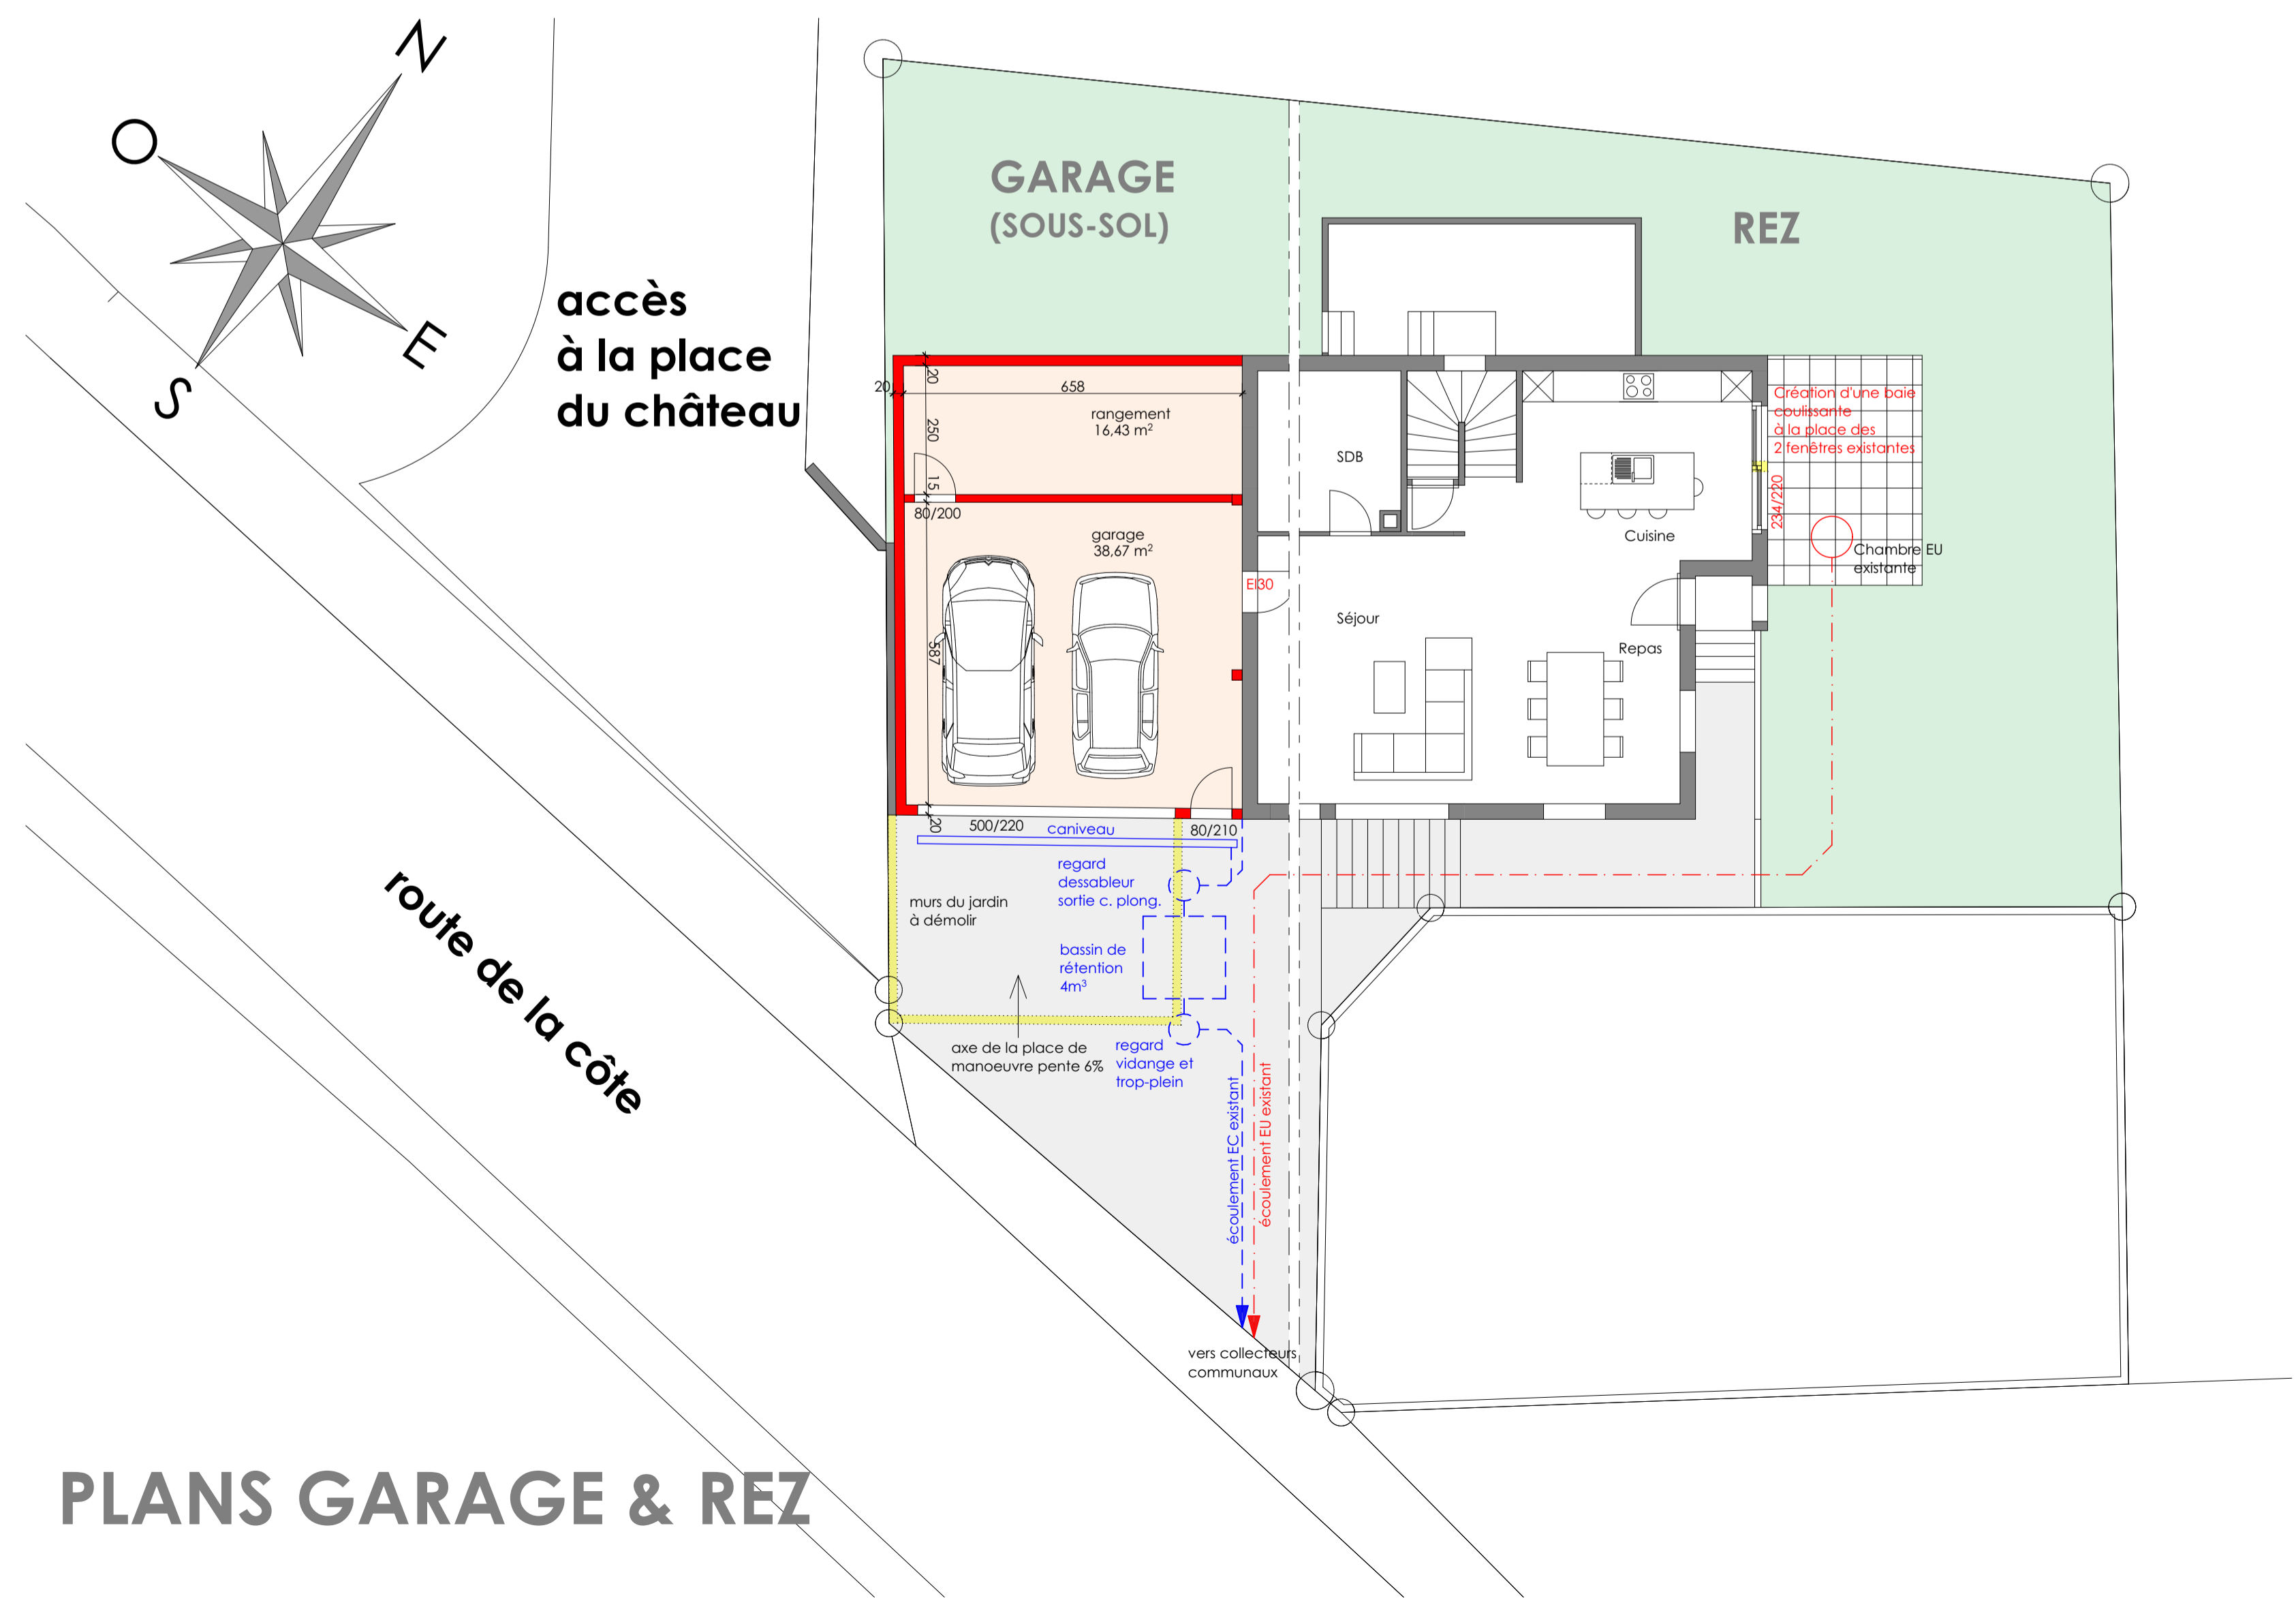 N
O
E
S
accès
à la place
du château
GARAGE
(SOUS-SOL)
REZ
20
20
658
250
15
587
20
rangement
16,43 m²
80/200
garage
38,67 m²
EI30
SDB
Cuisine
Séjour
Repas
Création d'une baie
coulissante
à la place des
2 fenêtres existantes
234/220
Chambre EU
existante
500/220
caniveau
80/210
regard
dessableur
sortie c. plong.
murs du jardin
à démolir
bassin de
rétention
4m³
axe de la place de
manoeuvre pente 6%
regard
vidange et
trop-plein
écoulement EC existant
écoulement EU existant
vers collecteurs
communaux
route de la côte
PLANS GARAGE & REZ